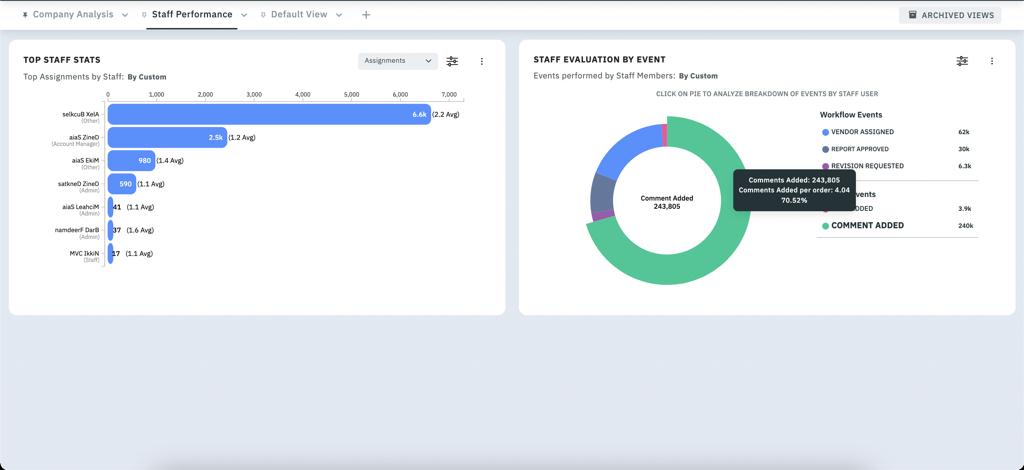 Company Analysis
Staff Performance
Default View
ARCHIVED VIEWS
TOP STAFF STATS
Assignments
Top Assignments by Staff: By Custom
0 1,000 2,000 3,000 4,000 5,000 6,000 7,000
selkcuB XelA
(Other)
6.6k (2.2 Avg)
aiaS ZineD
(Account Manager)
2.5k (1.2 Avg)
aiaS EkiM
(Other)
980 (1.4 Avg)
satkneD ZineD
(Admin)
590 (1.1 Avg)
aiaS LeahciM
(Admin)
41 (1.1 Avg)
namdeerF DarB
(Admin)
37 (1.6 Avg)
MVC IkkiN
(Staff)
17 (1.1 Avg)
STAFF EVALUATION BY EVENT
Events performed by Staff Members: By Custom
CLICK ON PIE TO ANALYZE BREAKDOWN OF EVENTS BY STAFF USER
Comment Added
243,805
Comments Added: 243,805
Comments Added per order: 4.04
70.52%
Workflow Events
VENDOR ASSIGNED 62k
REPORT APPROVED 30k
REVISION REQUESTED 6.3k
Events
ADDED 3.9k
COMMENT ADDED 240k